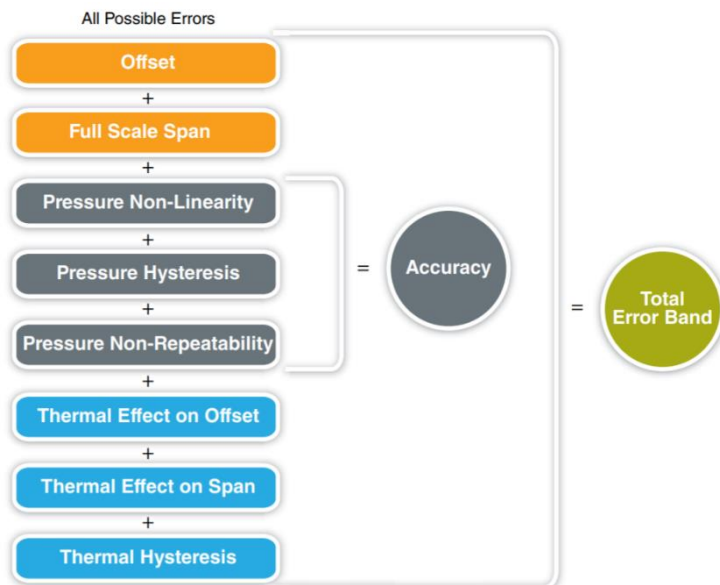 All Possible Errors
Offset
+
Full Scale Span
+
Pressure Non-Linearity
+
Pressure Hysteresis
+
Pressure Non-Repeatability
+
Thermal Effect on Offset
+
Thermal Effect on Span
+
Thermal Hysteresis
=
Accuracy
=
Total
Error Band